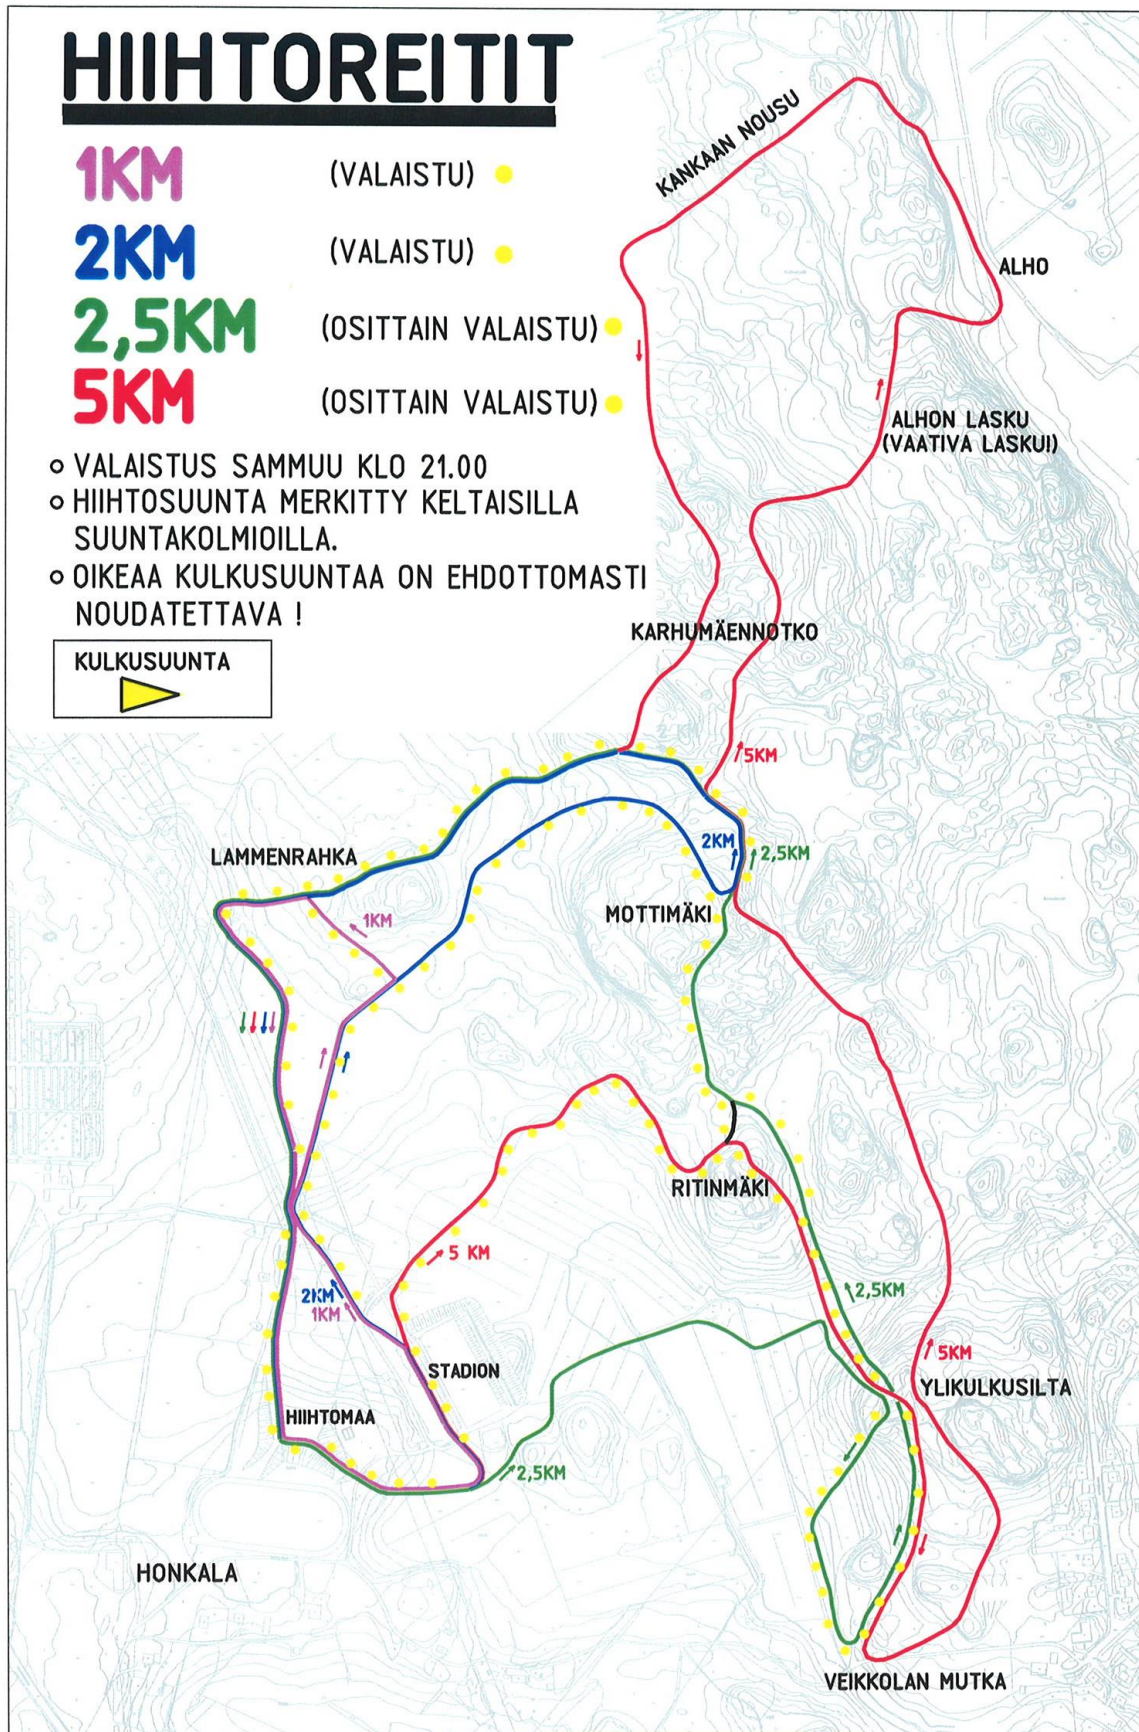 HIIHTOREITIT
1KM (VALAISTU)
2KM (VALAISTU)
2,5KM (OSITTAIN VALAISTU)
5KM (OSITTAIN VALAISTU)
VALAISTUS SAMMUU KLO 21.00
HIIHTOSUUNTA MERKITTY KELTAISILLA
SUUNTAKOLMIOILLA.
OIKEAA KULKUSUUNTAA ON EHDOTTOMASTI
NOUDATETTAVA !
KULKUSUUNTA
KANKAAN NOUSU
ALHO
ALHON LASKU
(VAATIVA LASKU!)
KARHUMÄENNOTKO
5KM
2KM
2,5KM
LAMMENRAHKA
MOTTIMÄKI
1KM
RITINMÄKI
5 KM
2KM
1KM
2,5KM
5KM
STADION
YLIKULKUSILTA
HIIHTOMAA
2,5KM
HONKALA
VEIKKOLAN MUTKA